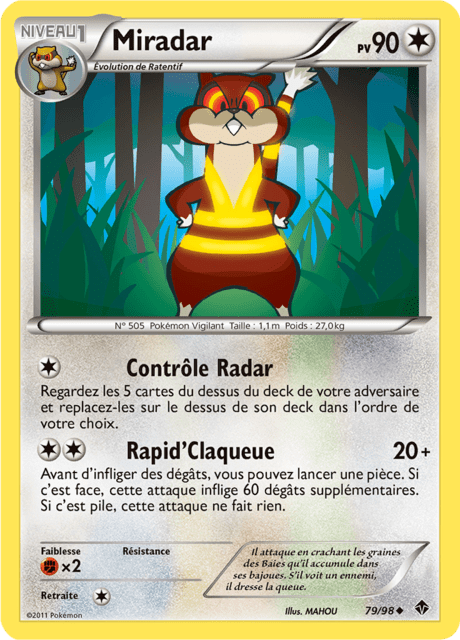 NIVEAU 1
Miradar
PV 90
Évolution de Ratentif
N° 505 Pokémon Vigilant Taille : 1,1 m Poids : 27,0 kg
Contrôle Radar
Regardez les 5 cartes du dessus du deck de votre adversaire
et replacez-les sur le dessus de son deck dans l'ordre de
votre choix.
Rapid'Claqueue 20+
Avant d'infliger des dégâts, vous pouvez lancer une pièce. Si
c'est face, cette attaque inflige 60 dégâts supplémentaires.
Si c'est pile, cette attaque ne fait rien.
Faiblesse Résistance
×2
Retraite
Il attaque en crachant les graines
des Baies qu'il accumule dans
ses bajoues. S'il voit un ennemi,
il dresse la queue.
©2011 Pokémon
Illus. MAHOU
79/98